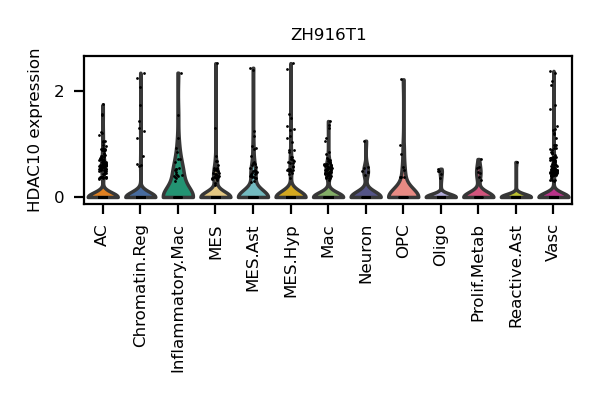 ZH916T1
HDAC10 expression
2
0
AC
Chromatin.Reg
Inflammatory.Mac
MES
MES.Ast
MES.Hyp
Mac
Neuron
OPC
Oligo
Prolif.Metab
Reactive.Ast
Vasc